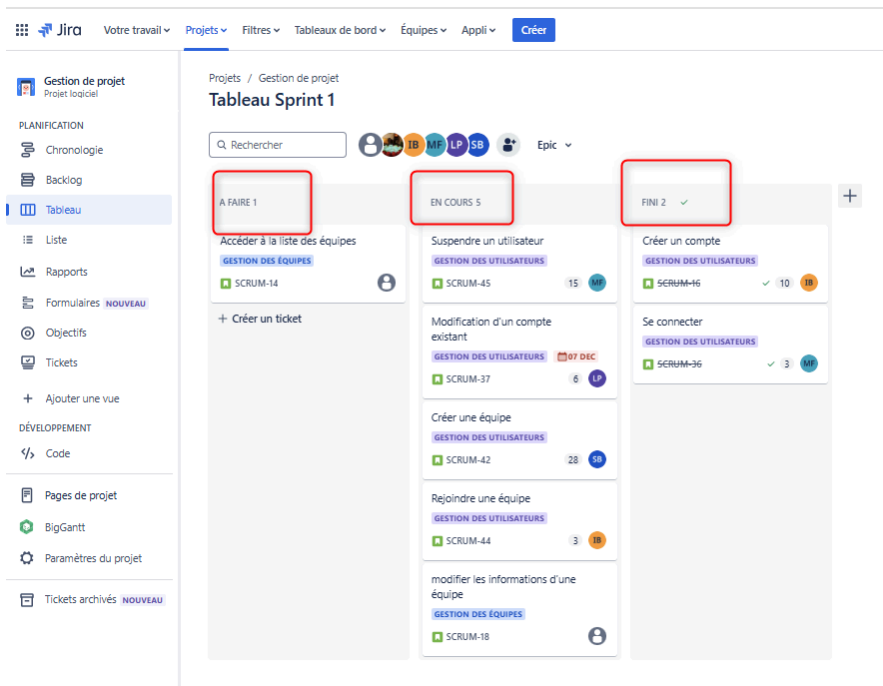 Jira
Votre travail
Projets
Filtres
Tableaux de bord
Équipes
Appli
Créer
Gestion de projet
Projet logiciel
PLANIFICATION
Chronologie
Backlog
Tableau
Liste
Rapports
Formulaires NOUVEAU
Objectifs
Tickets
Ajouter une vue
DÉVELOPPEMENT
Code
Pages de projet
BigGantt
Paramètres du projet
Tickets archivés NOUVEAU
Projets / Gestion de projet
Tableau Sprint 1
Rechercher
IB MF LP SB
Epic
A FAIRE 1
Accéder à la liste des équipes
GESTION DES ÉQUIPES
SCRUM-14
+ Créer un ticket
EN COURS 5
Suspendre un utilisateur
GESTION DES UTILISATEURS
SCRUM-45 15 MF
Modification d'un compte
existant
GESTION DES UTILISATEURS 07 DEC
SCRUM-37 6 LP
Créer une équipe
GESTION DES UTILISATEURS
SCRUM-42 28 SB
Rejoindre une équipe
GESTION DES UTILISATEURS
SCRUM-44 3 IB
modifier les informations d'une
équipe
GESTION DES ÉQUIPES
SCRUM-18
FINI 2
Créer un compte
GESTION DES UTILISATEURS
SCRUM-16 10 IB
Se connecter
GESTION DES UTILISATEURS
SCRUM-36 3 MF